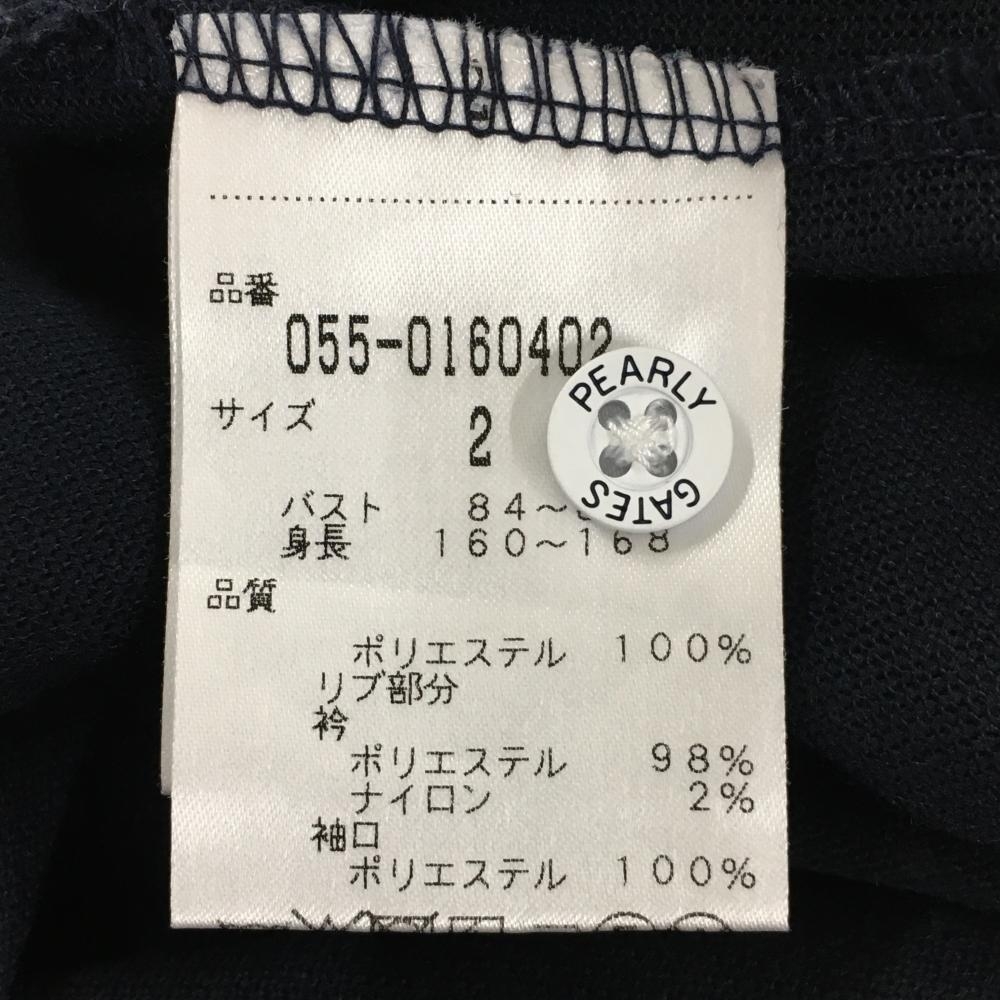 品番
055-0160402
サイズ
2
PEARLY
GATES
バスト 84～
身長 160～168
品質
ポリエステル 100%
リブ部分
衿
ポリエステル 98%
ナイロン 2%
袖口
ポリエステル 100%